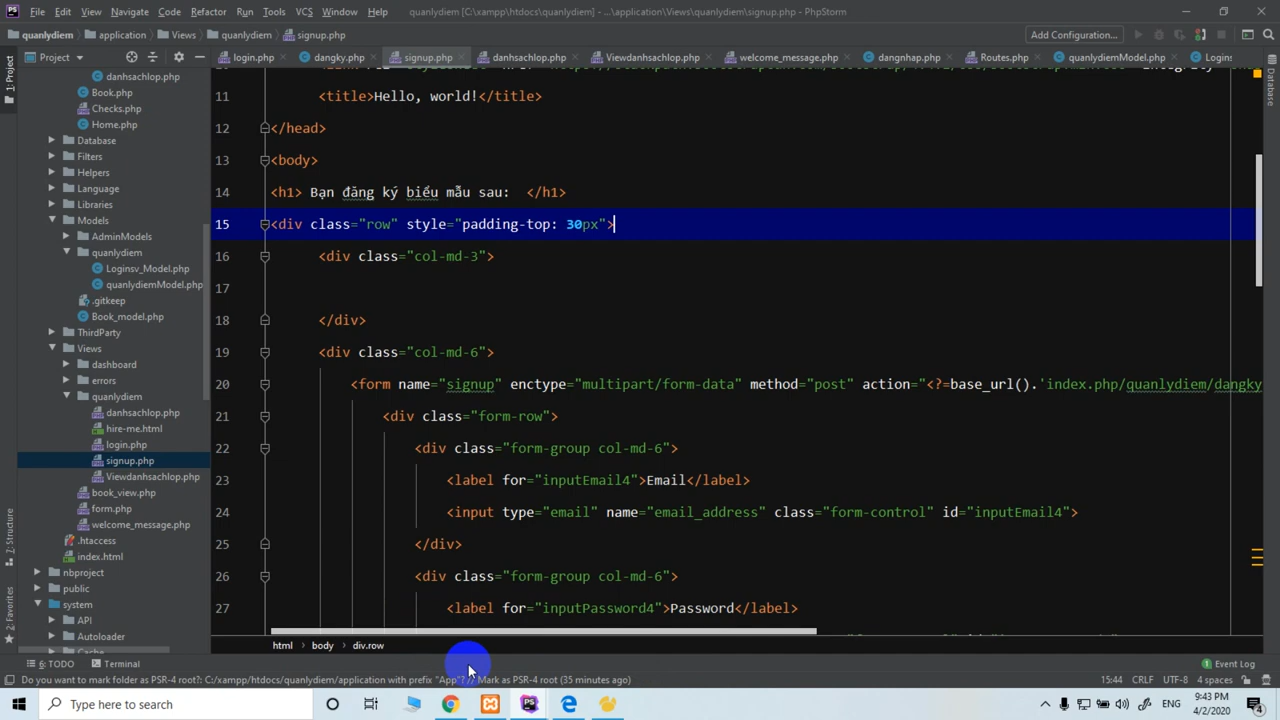 File Edit View Navigate Code Refactor Run Tools VCS Window Help quanlydiem [C:\xampp\htdocs\quanlydiem] - ...\application\Views\quanlydiem\signup.php - PhpStorm
quanlydiem application Views quanlydiem signup.php Add Configuration...
Project login.php dangky.php signup.php danhsachlop.php Viewdanhsachlop.php welcome_message.php dangnhap.php Routes.php quanlydiemModel.php Logins
1: Project
Database
danhsachlop.php
Book.php
Checks.php
Home.php
Database
Filters
Helpers
Language
Libraries
Models
AdminModels
quanlydiem
Loginsv_Model.php
quanlydiemModel.php
.gitkeep
Book_model.php
ThirdParty
Views
dashboard
errors
quanlydiem
danhsachlop.php
hire-me.html
login.php
signup.php
Viewdanhsachlop.php
book_view.php
form.php
welcome_message.php
.htaccess
index.html
nbproject
public
system
API
Autoloader
Cache
7: Structure
2: Favorites
11 <title>Hello, world!</title>
12 </head>
13 <body>
14 <h1> Bạn đăng ký biểu mẫu sau: </h1>
15 <div class="row" style="padding-top: 30px">
16 <div class="col-md-3">
17
18 </div>
19 <div class="col-md-6">
20 <form name="signup" enctype="multipart/form-data" method="post" action="<?=base_url().'index.php/quanlydiem/dangky
21 <div class="form-row">
22 <div class="form-group col-md-6">
23 <label for="inputEmail4">Email</label>
24 <input type="email" name="email_address" class="form-control" id="inputEmail4">
25 </div>
26 <div class="form-group col-md-6">
27 <label for="inputPassword4">Password</label>
html body div.row
6: TODO Terminal Event Log
Do you want to mark folder as PSR-4 root?: C:/xampp/htdocs/quanlydiem/application with prefix "App"? // Mark as PSR-4 root (35 minutes ago) 15:44 CRLF UTF-8 4 spaces
Type here to search ENG 9:43 PM
4/2/2020 4